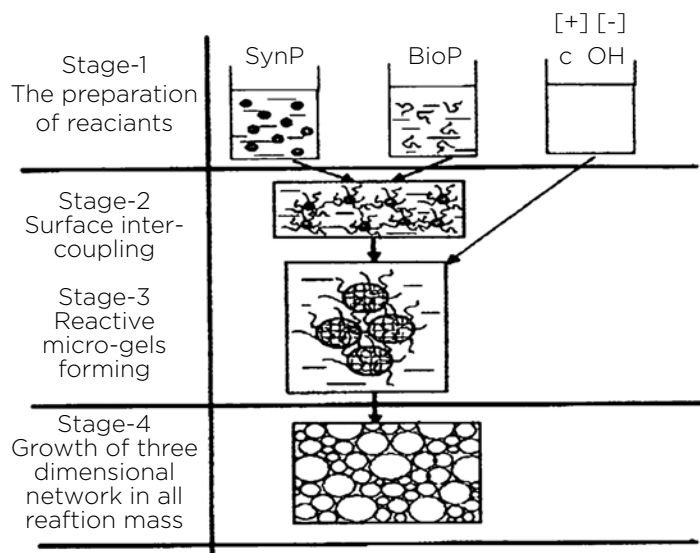 Stage-1
The preparation
of reaciants
SynP
BioP
[+] [-]
c OH
Stage-2
Surface inter-
coupling
Stage-3
Reactive
micro-gels
forming
Stage-4
Growth of three
dimensional
network in all
reaftion mass